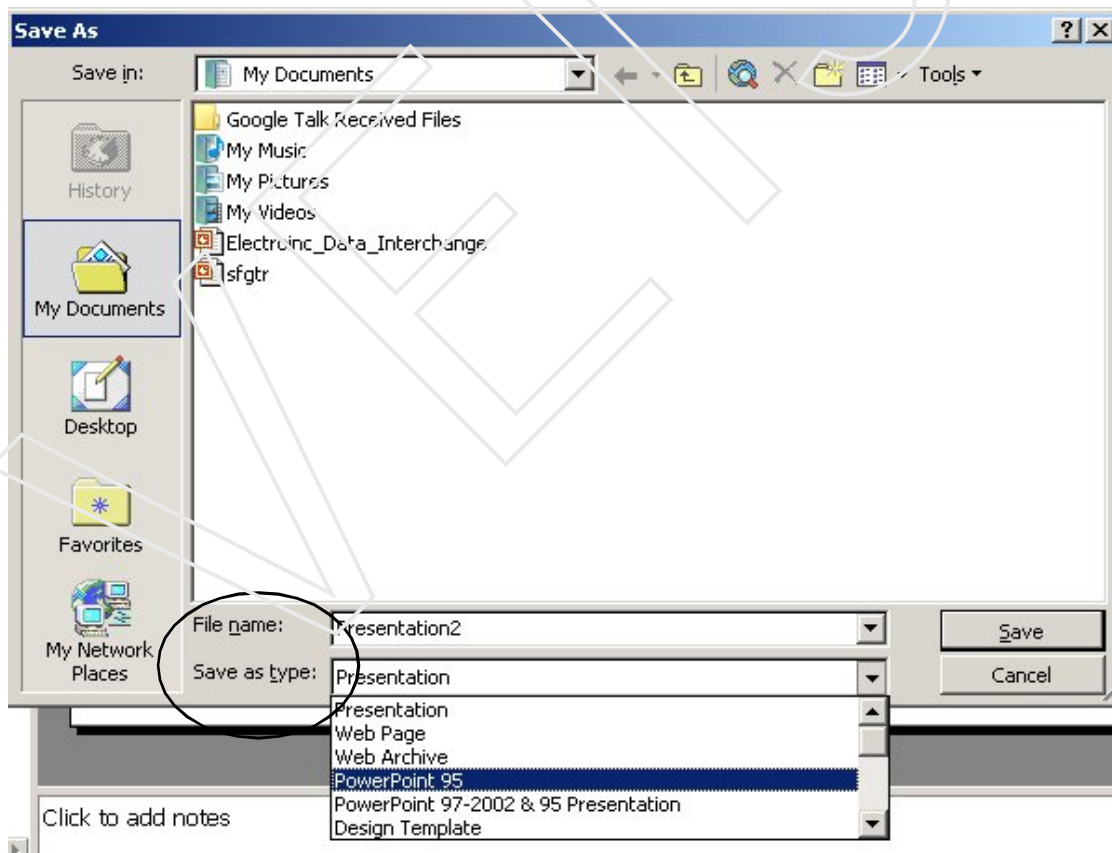 Save As
Save in:
My Documents
Tools
Google Talk Received Files
My Music
My Pictures
My Videos
Electroinc_Data_Interchange
sfgtr
History
My Documents
Desktop
Favorites
My Network
Places
File name:
Presentation2
Save
Save as type:
Presentation
Cancel
Presentation
Web Page
Web Archive
PowerPoint 95
PowerPoint 97-2002 & 95 Presentation
Design Template
Click to add notes